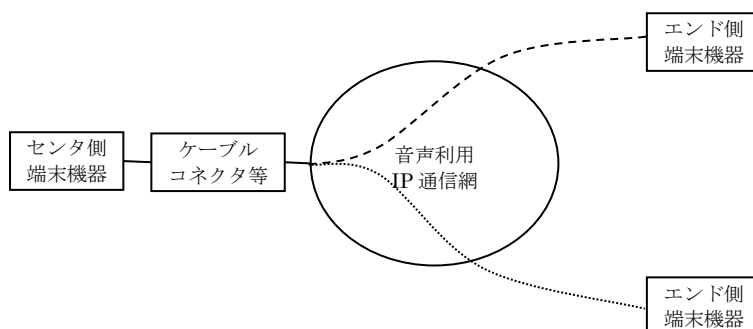 エンド側
端末機器
センタ側
端末機器
ケーブル
コネクタ等
音声利用
IP 通信網
エンド側
端末機器